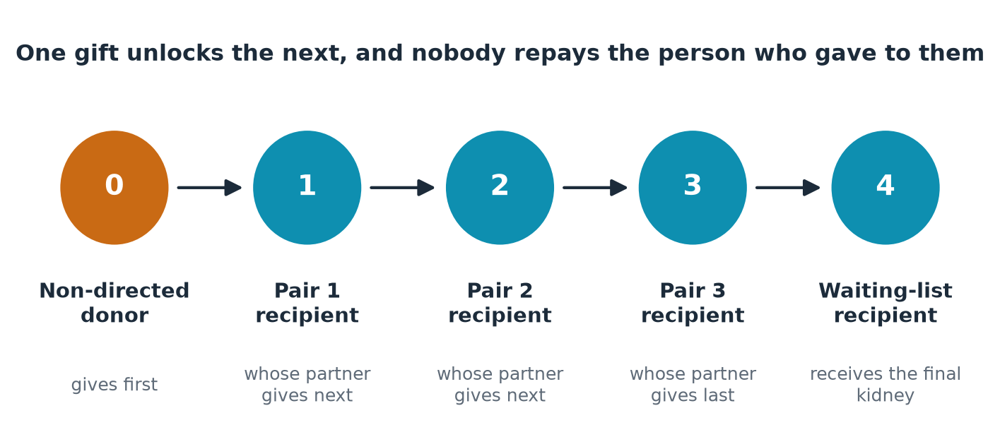 One gift unlocks the next, and nobody repays the person who gave to them
0
1
2
3
4
Non-directed
donor
Pair 1
recipient
Pair 2
recipient
Pair 3
recipient
Waiting-list
recipient
gives first
whose partner
gives next
whose partner
gives next
whose partner
gives last
receives the final
kidney